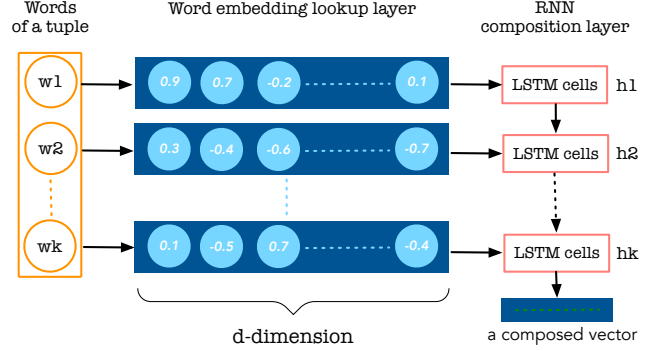 Words
of a tuple
Word embedding lookup layer
RNN
composition layer
w1
0.9 0.7 -0.2 0.1
LSTM cells
h1
w2
0.3 -0.4 -0.6 -0.7
LSTM cells
h2
wk
0.1 -0.5 0.7 -0.4
LSTM cells
hk
d-dimension
a composed vector